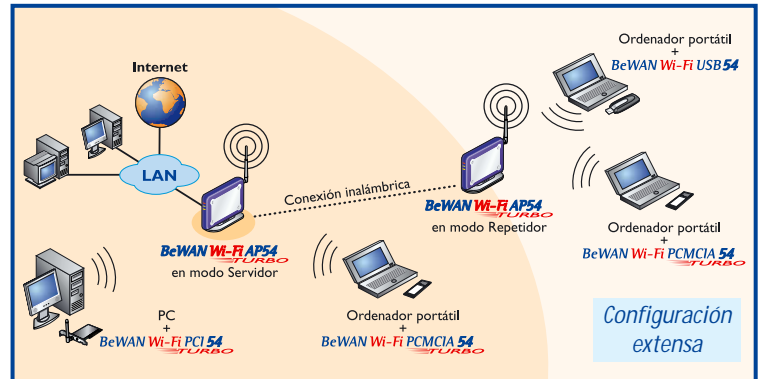 Internet
LAN
BeWAN Wi-Fi AP54
TURBO
en modo Servidor
Conexión inalámbrica
BeWAN Wi-Fi AP54
TURBO
en modo Repetidor
Ordenador portátil
+
BeWAN Wi-Fi USB 54
Ordenador portátil
+
BeWAN Wi-Fi PCMCIA 54
TURBO
PC
+
BeWAN Wi-Fi PCI 54
TURBO
Ordenador portátil
+
BeWAN Wi-Fi PCMCIA 54
TURBO
Configuración
extensa